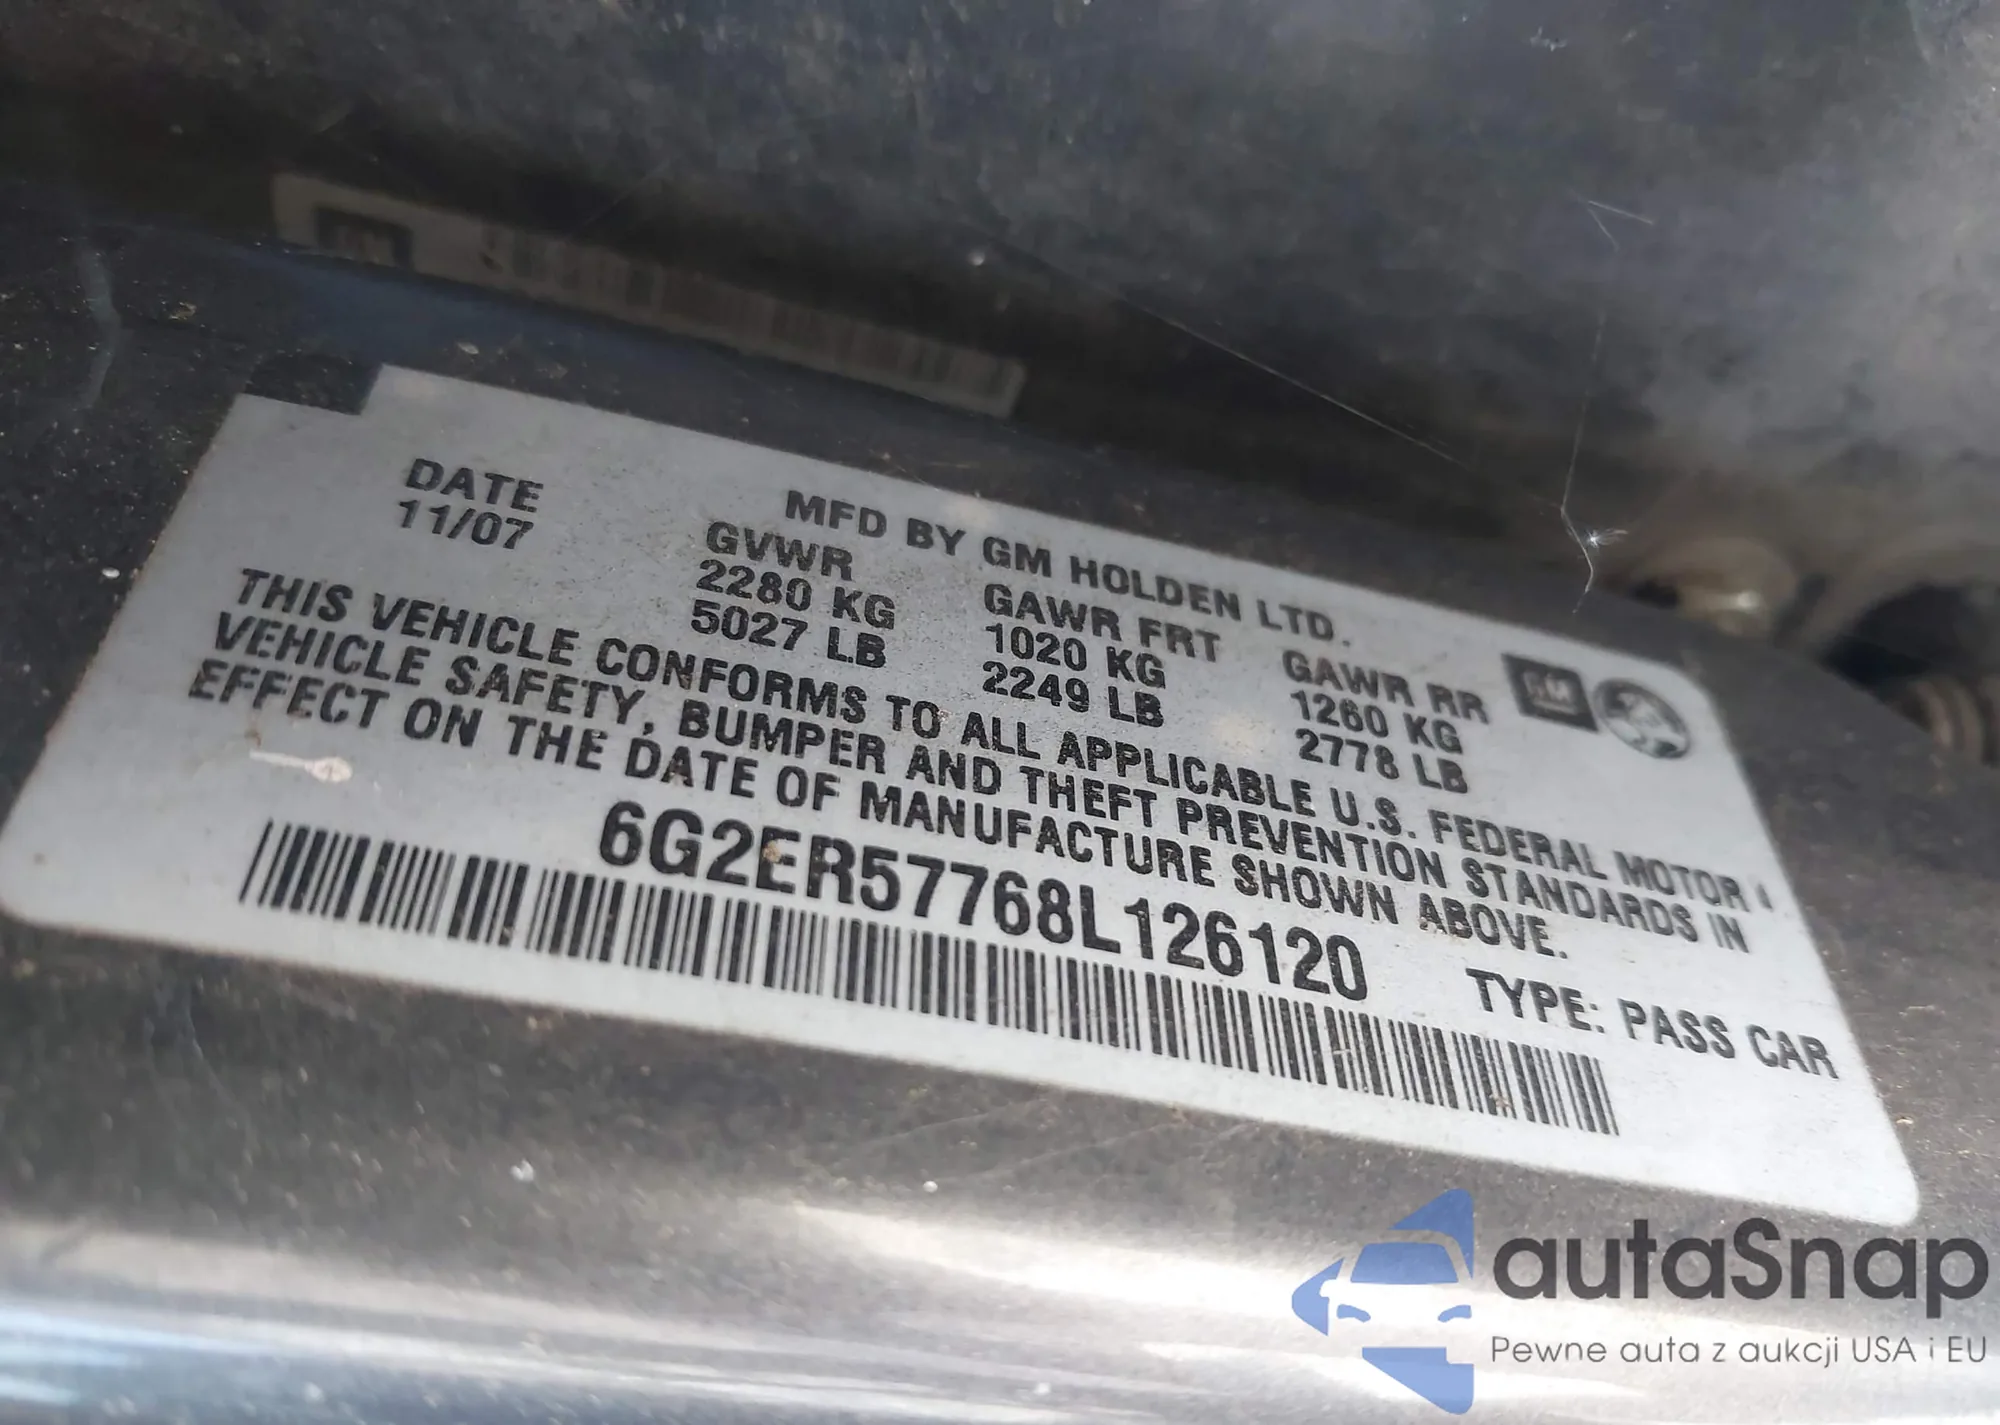 DATE
11/07
MFD BY GM HOLDEN LTD.
GVWR
2280 KG
5027 LB
GAWR FRT
1020 KG
2249 LB
GAWR RR
1260 KG
2778 LB
GM
THIS VEHICLE CONFORMS TO ALL APPLICABLE U.S. FEDERAL MOTOR
VEHICLE SAFETY, BUMPER AND THEFT PREVENTION STANDARDS IN
EFFECT ON THE DATE OF MANUFACTURE SHOWN ABOVE.
6G2ER57768L126120
TYPE: PASS CAR
autaSnap
Pewne auta z aukcji USA i EU